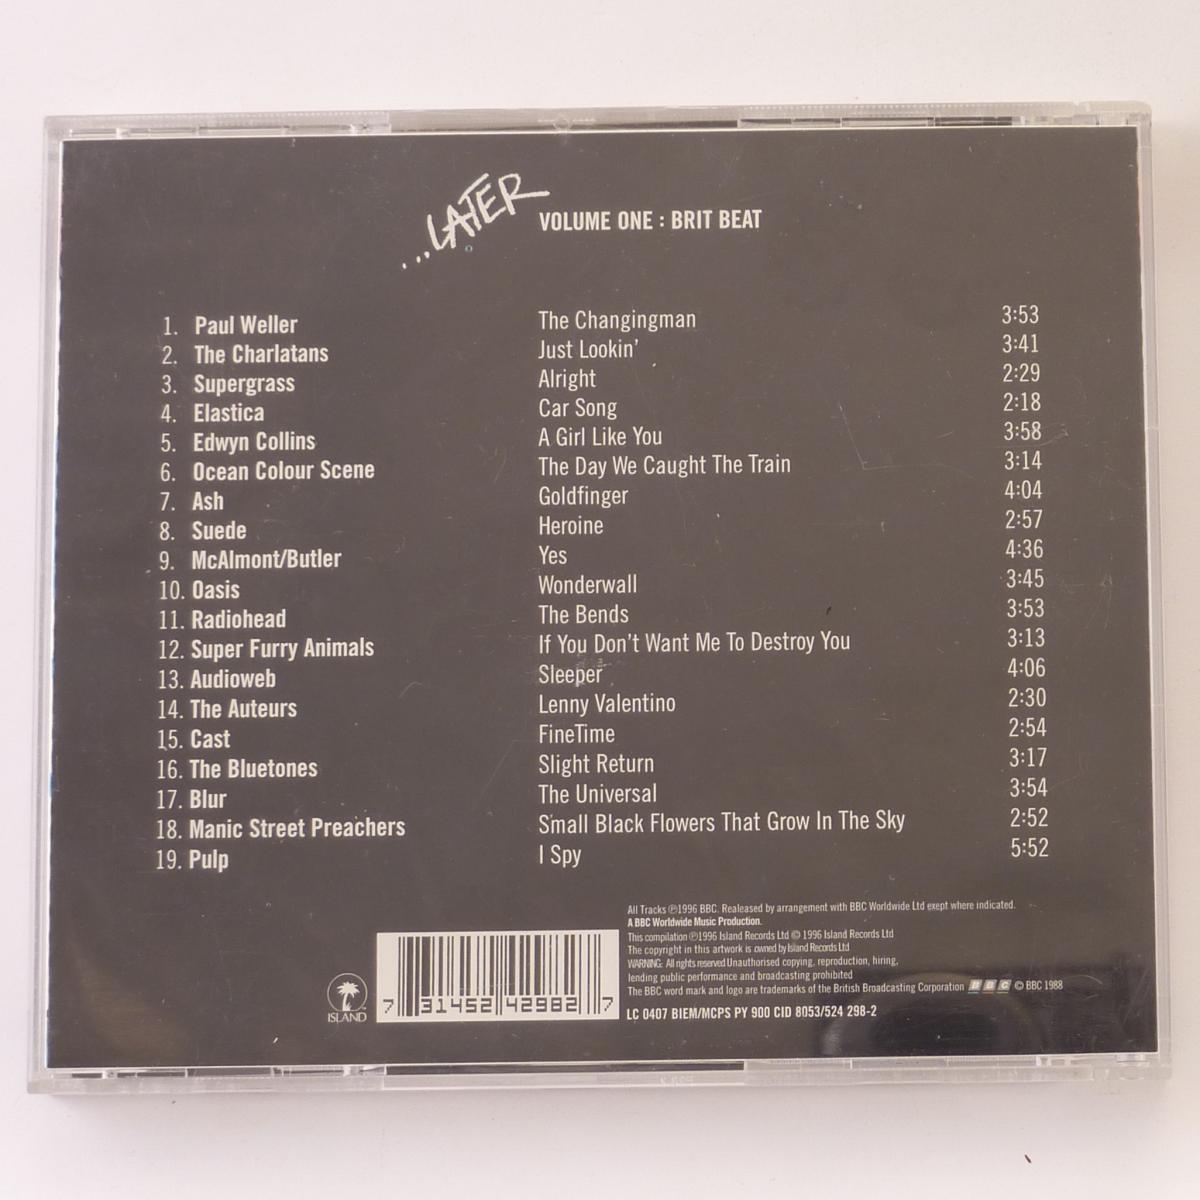 ...LATER VOLUME ONE : BRIT BEAT
1. Paul Weller The Changingman 3:53
2. The Charlatans Just Lookin' 3:41
3. Supergrass Alright 2:29
4. Elastica Car Song 2:18
5. Edwyn Collins A Girl Like You 3:58
6. Ocean Colour Scene The Day We Caught The Train 3:14
7. Ash Goldfinger 4:04
8. Suede Heroine 2:57
9. McAlmont/Butler Yes 4:36
10. Oasis Wonderwall 3:45
11. Radiohead The Bends 3:53
12. Super Furry Animals If You Don't Want Me To Destroy You 3:13
13. Audioweb Sleeper 4:06
14. The Auteurs Lenny Valentino 2:30
15. Cast FineTime 2:54
16. The Bluetones Slight Return 3:17
17. Blur The Universal 3:54
18. Manic Street Preachers Small Black Flowers That Grow In The Sky 2:52
19. Pulp I Spy 5:52
All Tracks ℗1996 BBC. Realeased by arrangement with BBC Worldwide Ltd exept where indicated.
A BBC Worldwide Music Production.
This compilation ℗1996 Island Records Ltd © 1996 Island Records Ltd
The copyright in this artwork is owned by Island Records Ltd
WARNING: All rights reserved Unauthorised copying, reproduction, hiring,
lending public performance and broadcasting prohibited
The BBC word mark and logo are trademarks of the British Broadcasting Corporation BBC © BBC 1988
LC 0407 BIEM/MCPS PY 900 CID 8053/524 298-2
ISLAND
7 31452 42982 7